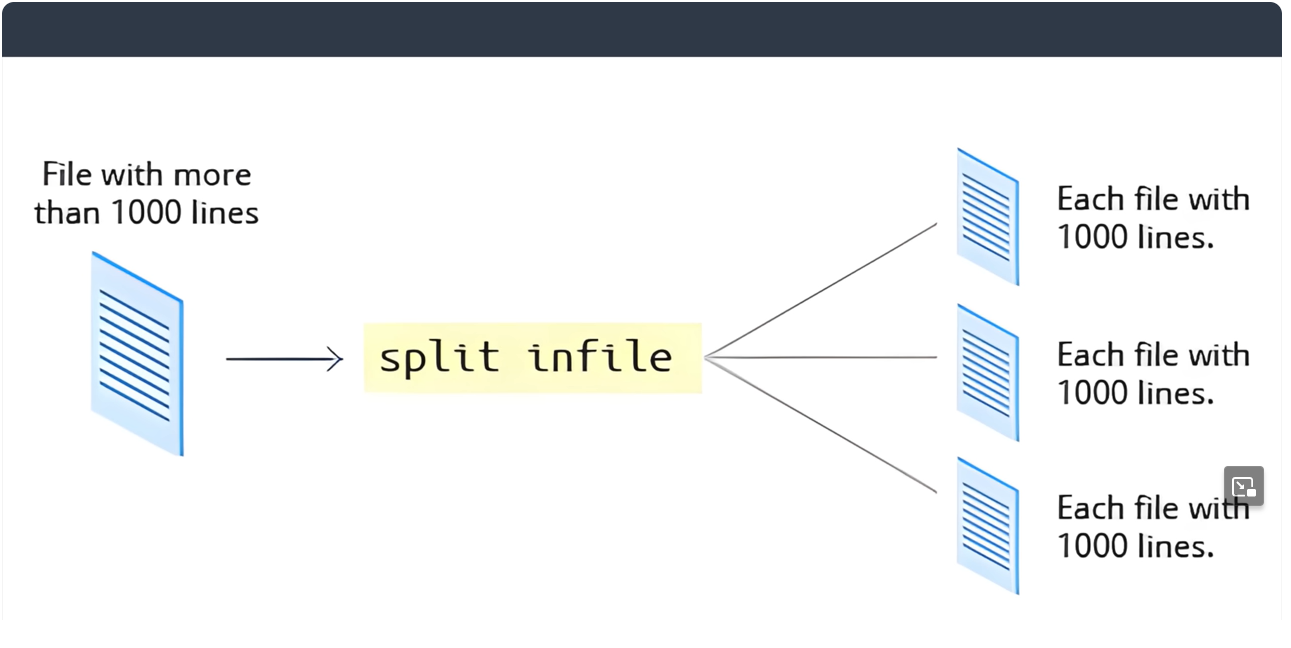 File with more
than 1000 lines
split infile
Each file with
1000 lines.
Each file with
1000 lines.
Each file with
1000 lines.